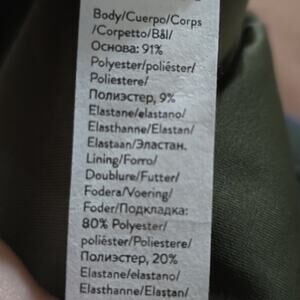 Body/Cuerpo/Corps
/Corpetto/Bål/
Основа: 91%
Polyester/poliéster/
Poliestere/
Полиэстер, 9%
Elastane/elastano/
Elasthanne/Elastan/
Elastaan/Эластан.
Lining/Forro/
Doublure/Futter/
Fodera/Voering/
Foder/Подкладка:
80% Polyester/
poliéster/Poliestere/
Полиэстер, 20%
Elastane/elastano/
Elasthanne/Elastan/